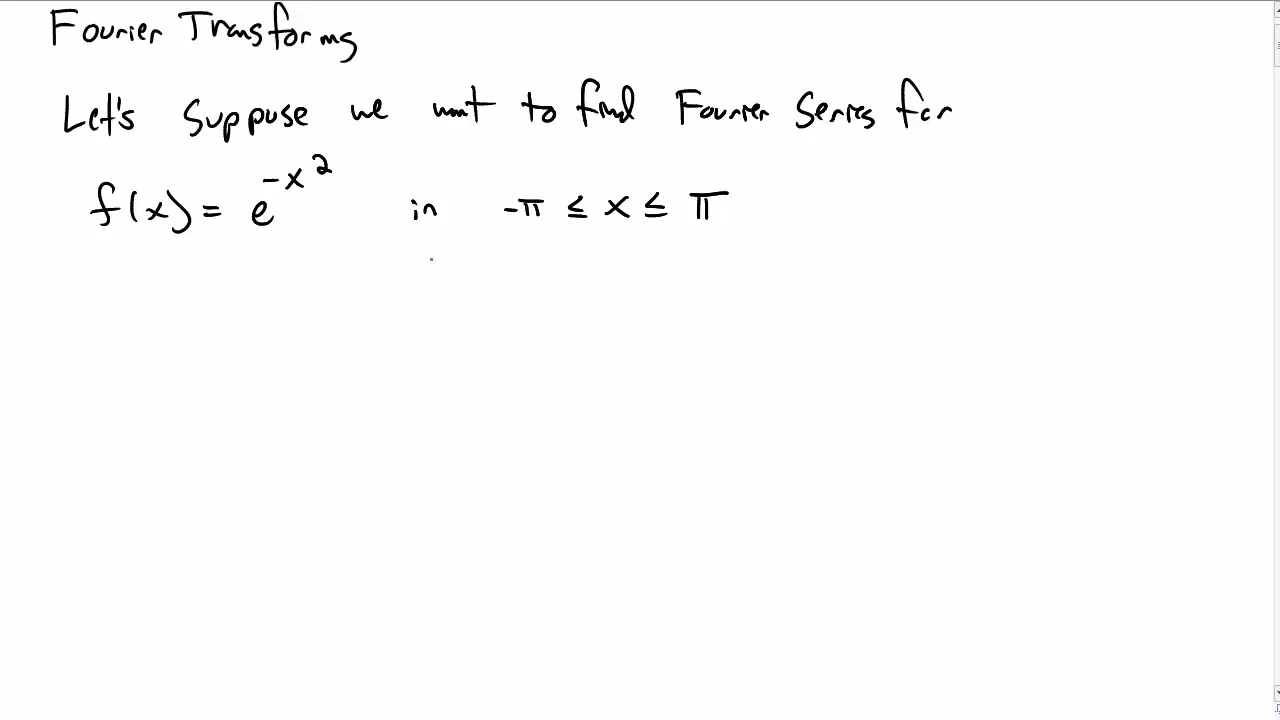 Fourier Transforms
Let's suppose we want to find Fourier Series for
f(x) = e^{-x^2} in -π ≤ x ≤ π